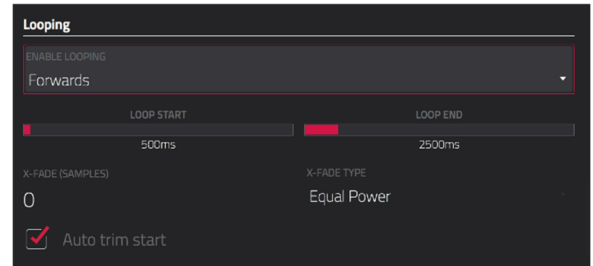 Looping
ENABLE LOOPING
Forwards
LOOP START LOOP END
500ms 2500ms
X-FADE (SAMPLES) X-FADE TYPE
0 Equal Power
Auto trim start